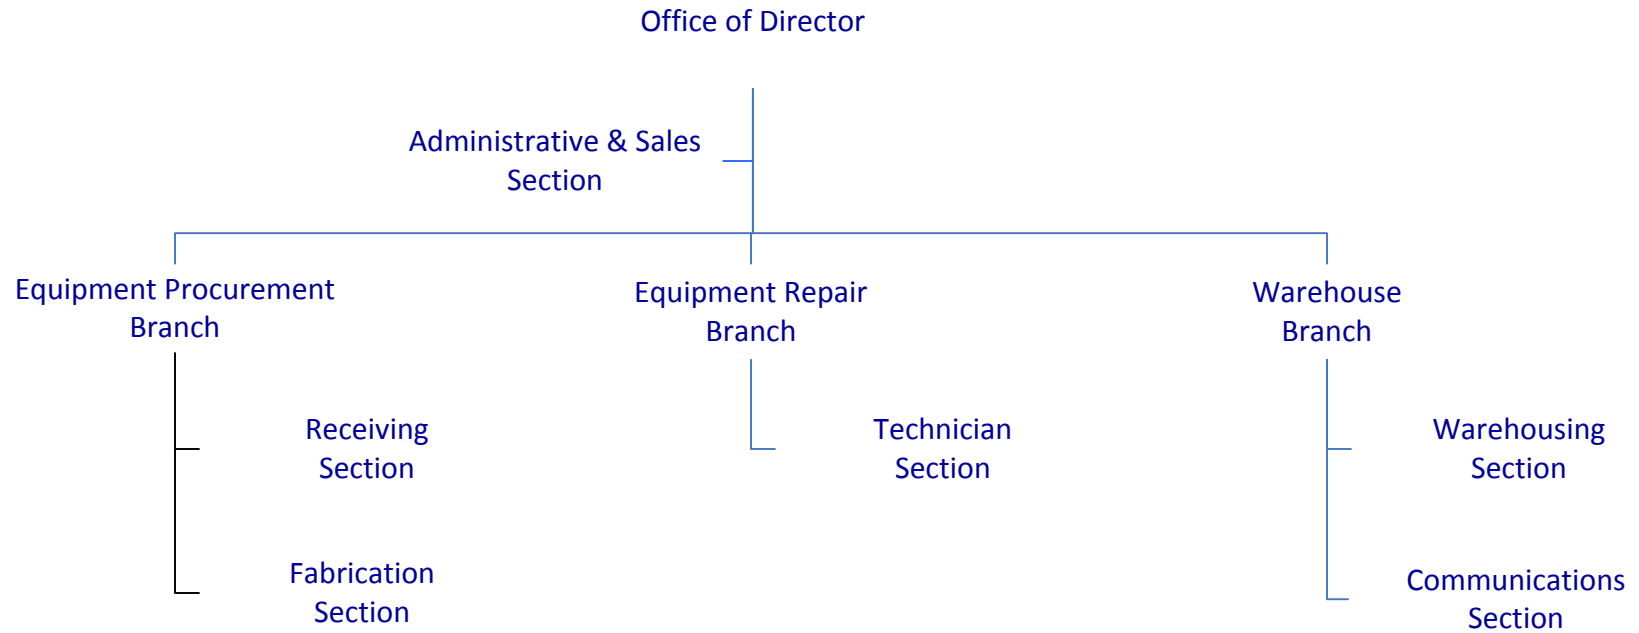 Office of Director
Administrative & Sales
Section
Equipment Procurement
Branch
Equipment Repair
Branch
Warehouse
Branch
Receiving
Section
Technician
Section
Warehousing
Section
Fabrication
Section
Communications
Section